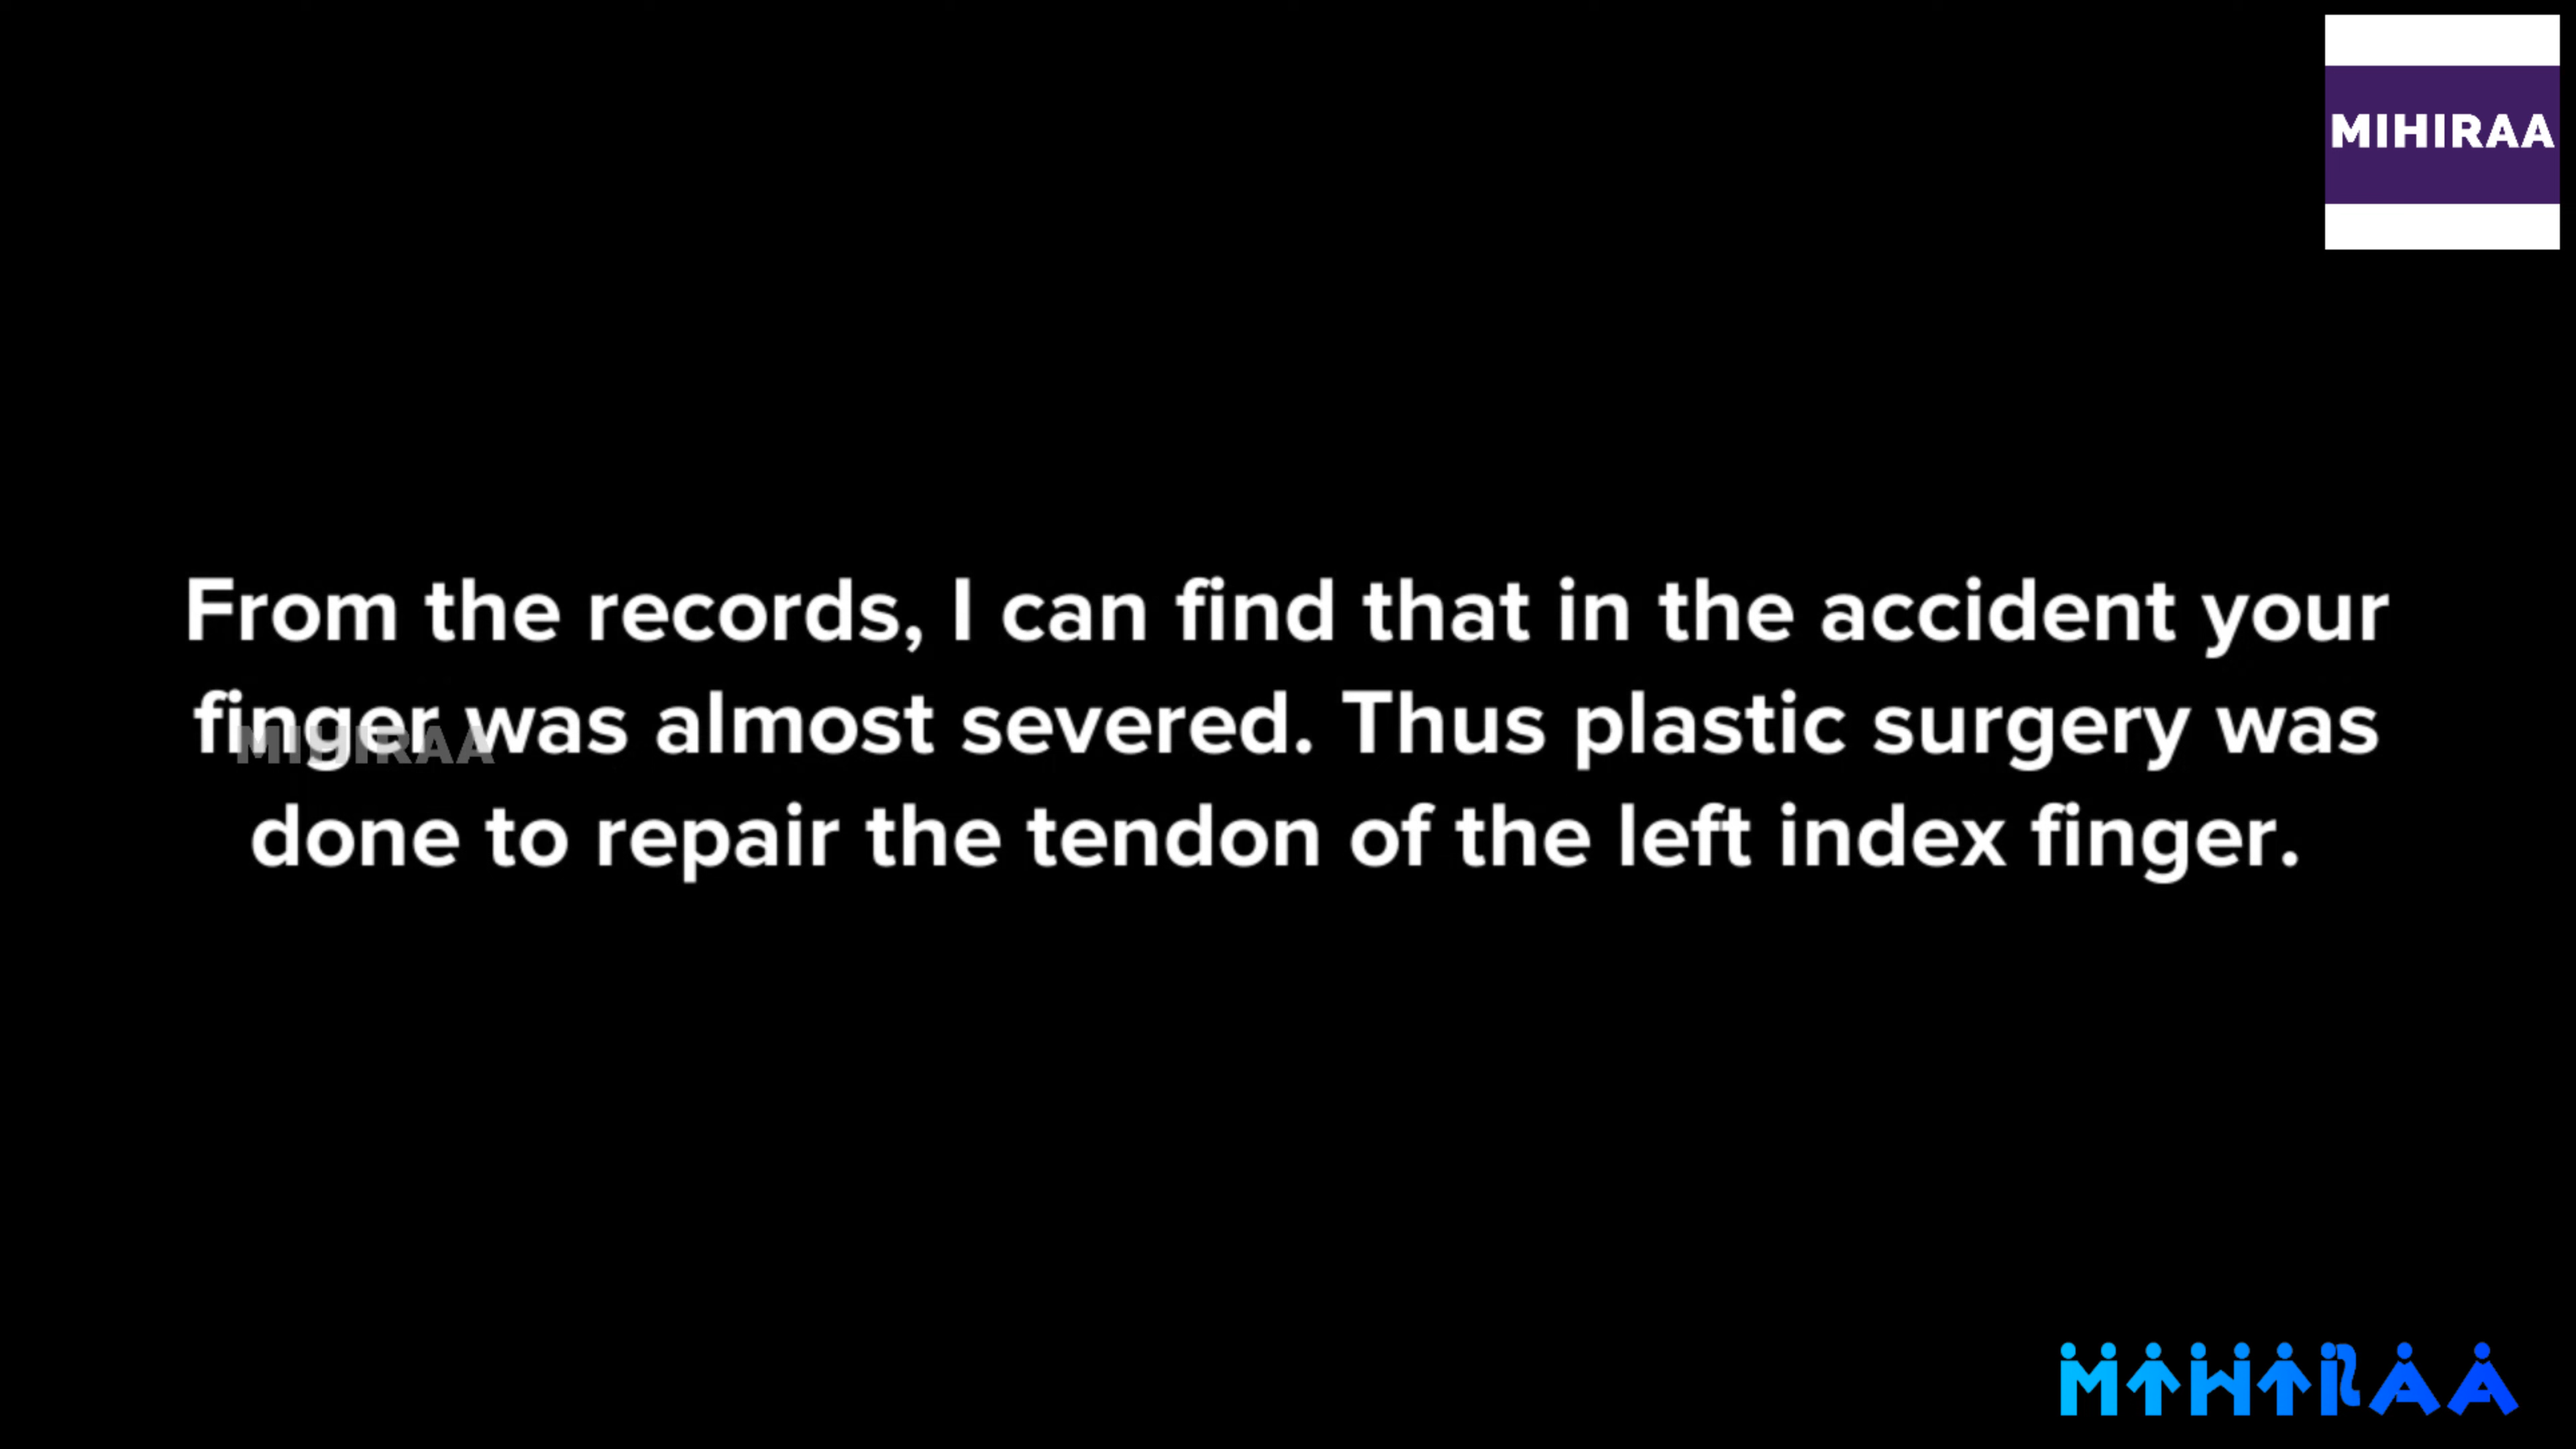 MIHIRAA
From the records, I can find that in the accident your
finger was almost severed. Thus plastic surgery was
MIHIRAA
done to repair the tendon of the left index finger.
MIHIRAA